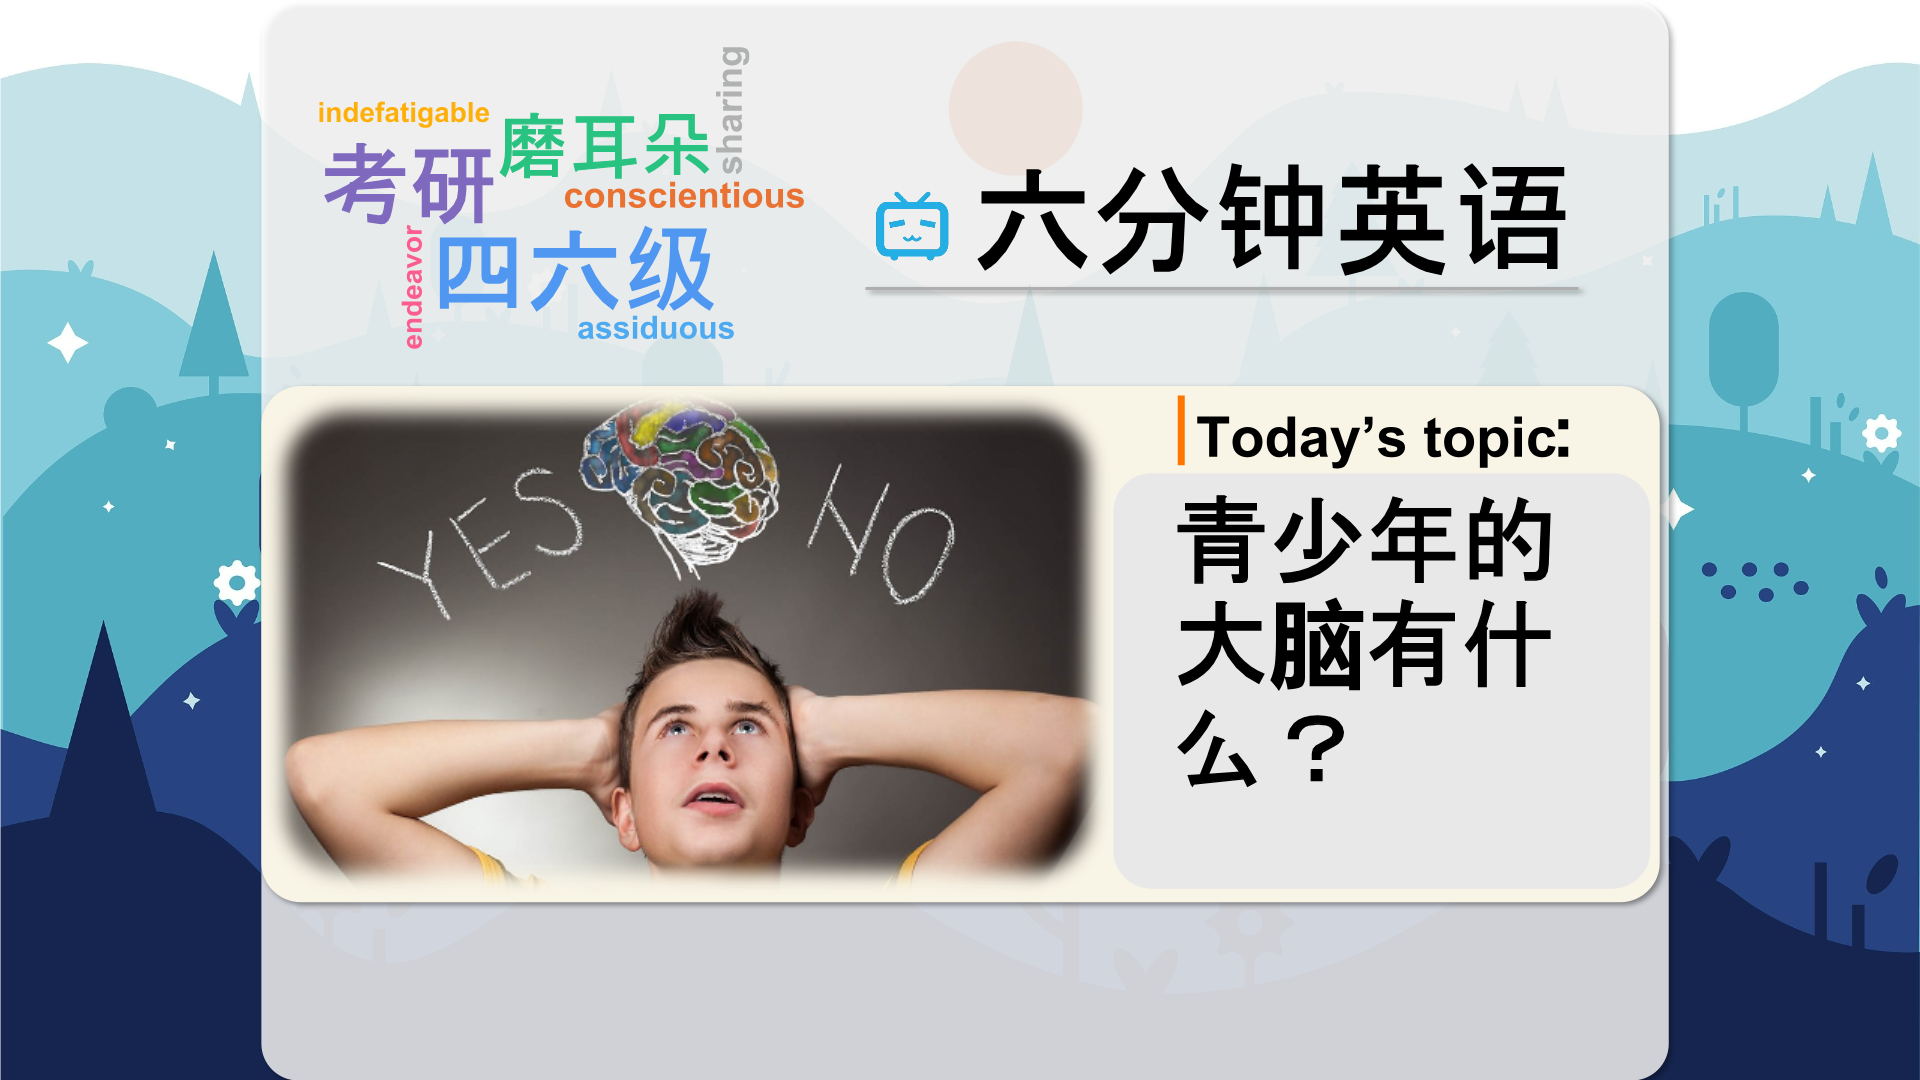 indefatigable
sharing
磨耳朵
考研
conscientious
endeavor
四六级
assiduous
六分钟英语
YES
NO
Today’s topic:
青少年的
大脑有什
么？